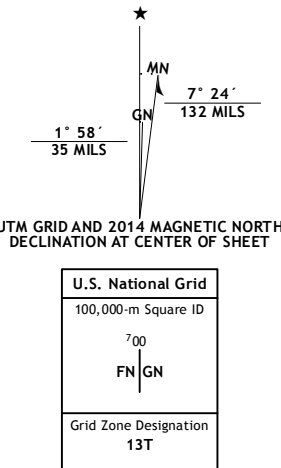 ★
MN
7° 24´
132 MILS
GN
1° 58´
35 MILS
UTM GRID AND 2014 MAGNETIC NORTH
DECLINATION AT CENTER OF SHEET
U.S. National Grid
100,000-m Square ID
⁷00
FN GN
Grid Zone Designation
13T